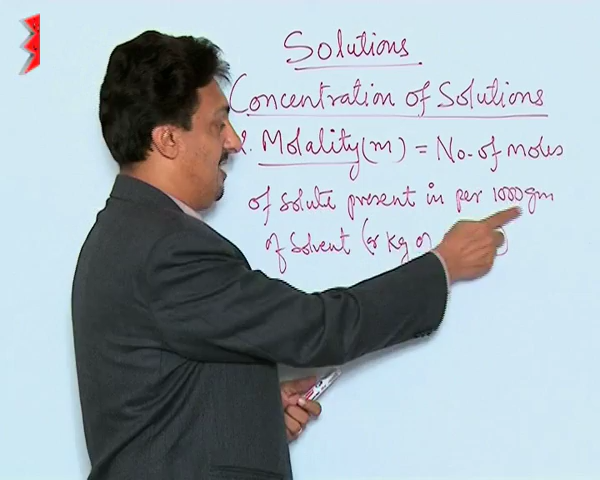 Solutions
Concentration of Solutions
Molality (m) = No. of moles
of solute present in per 1000gm
of solvent (or Kg of